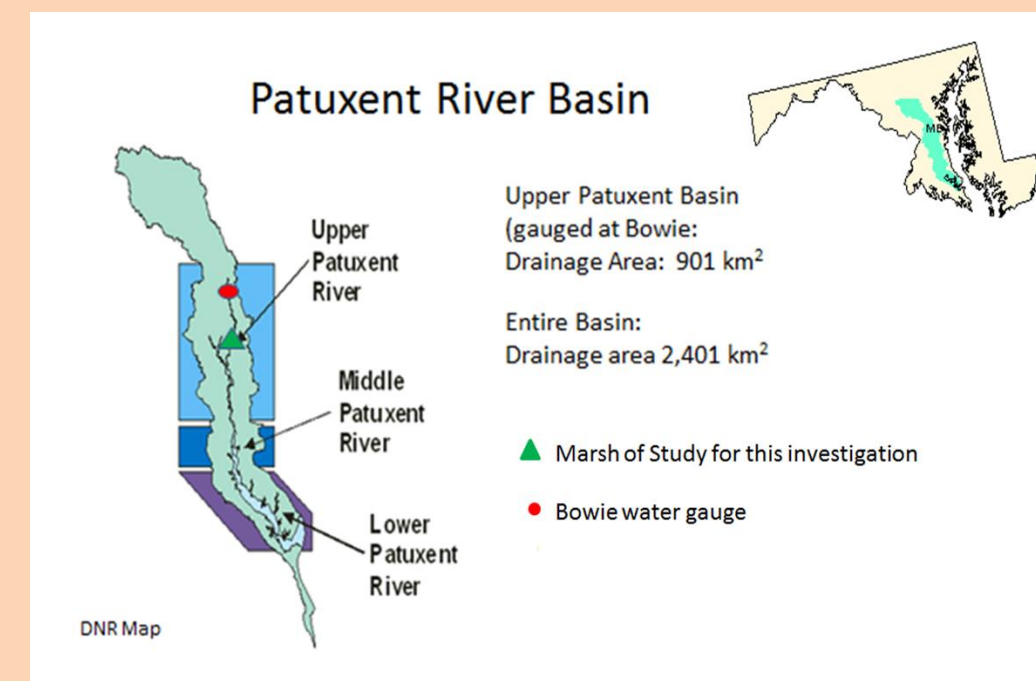 Patuxent River Basin
MD
Upper
Patuxent
River
Upper Patuxent Basin
(gauged at Bowie:
Drainage Area:  901 km²
Entire Basin:
Drainage area 2,401 km²
Middle
Patuxent
River
Marsh of Study for this investigation
Bowie water gauge
Lower
Patuxent
River
DNR Map